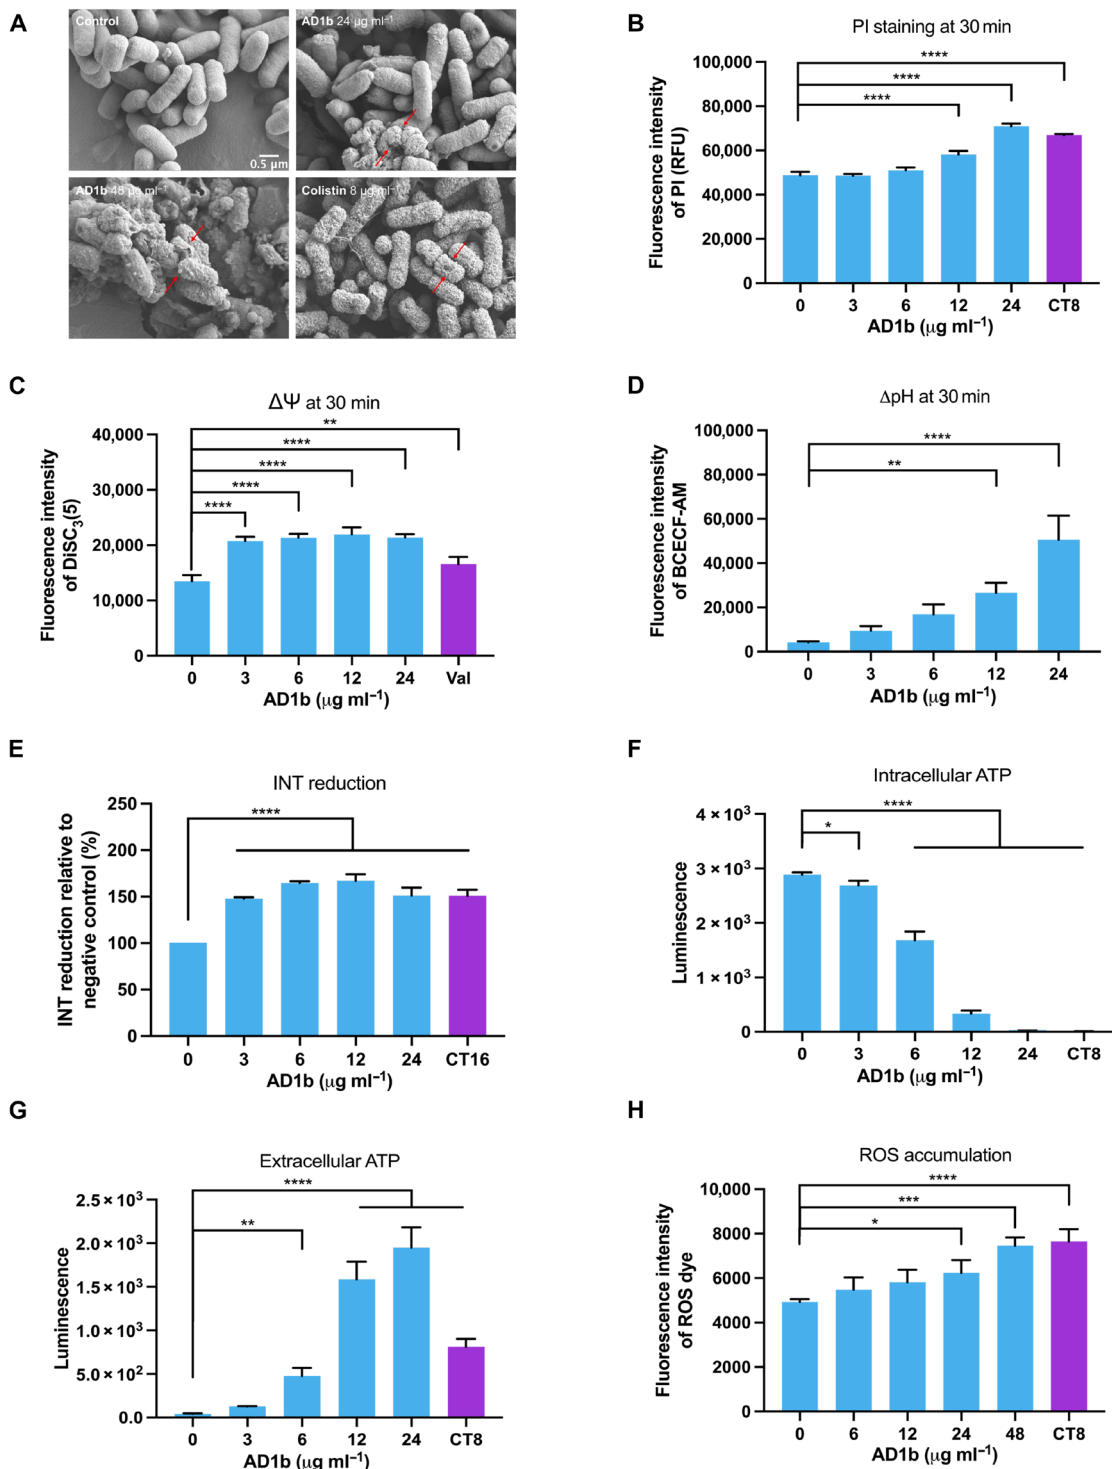 A
Control
AD1b 24 μg ml⁻¹
0.5 μm
AD1b 48 μg ml⁻¹
Colistin 8 μg ml⁻¹
B
PI staining at 30 min
Fluorescence intensity
of PI (RFU)
100,000
80,000
60,000
40,000
20,000
0
****
****
****
0 3 6 12 24 CT8
AD1b (μg ml⁻¹)
C
ΔΨ at 30 min
Fluorescence intensity
of DiSC₃(5)
40,000
30,000
20,000
10,000
0
**
****
****
****
****
0 3 6 12 24 Val
AD1b (μg ml⁻¹)
D
ΔpH at 30 min
Fluorescence intensity
of BCECF-AM
100,000
80,000
60,000
40,000
20,000
0
****
**
0 3 6 12 24
AD1b (μg ml⁻¹)
E
INT reduction
INT reduction relative to
negative control (%)
250
200
150
100
50
0
****
0 3 6 12 24 CT16
AD1b (μg ml⁻¹)
F
Intracellular ATP
Luminescence
4 × 10³
3 × 10³
2 × 10³
1 × 10³
0
****
*
0 3 6 12 24 CT8
AD1b (μg ml⁻¹)
G
Extracellular ATP
Luminescence
2.5 × 10³
2.0 × 10³
1.5 × 10³
1.0 × 10³
5.0 × 10²
0.0
****
**
0 3 6 12 24 CT8
AD1b (μg ml⁻¹)
H
ROS accumulation
Fluorescence intensity
of ROS dye
10,000
8000
6000
4000
2000
0
****
***
*
0 6 12 24 48 CT8
AD1b (μg ml⁻¹)